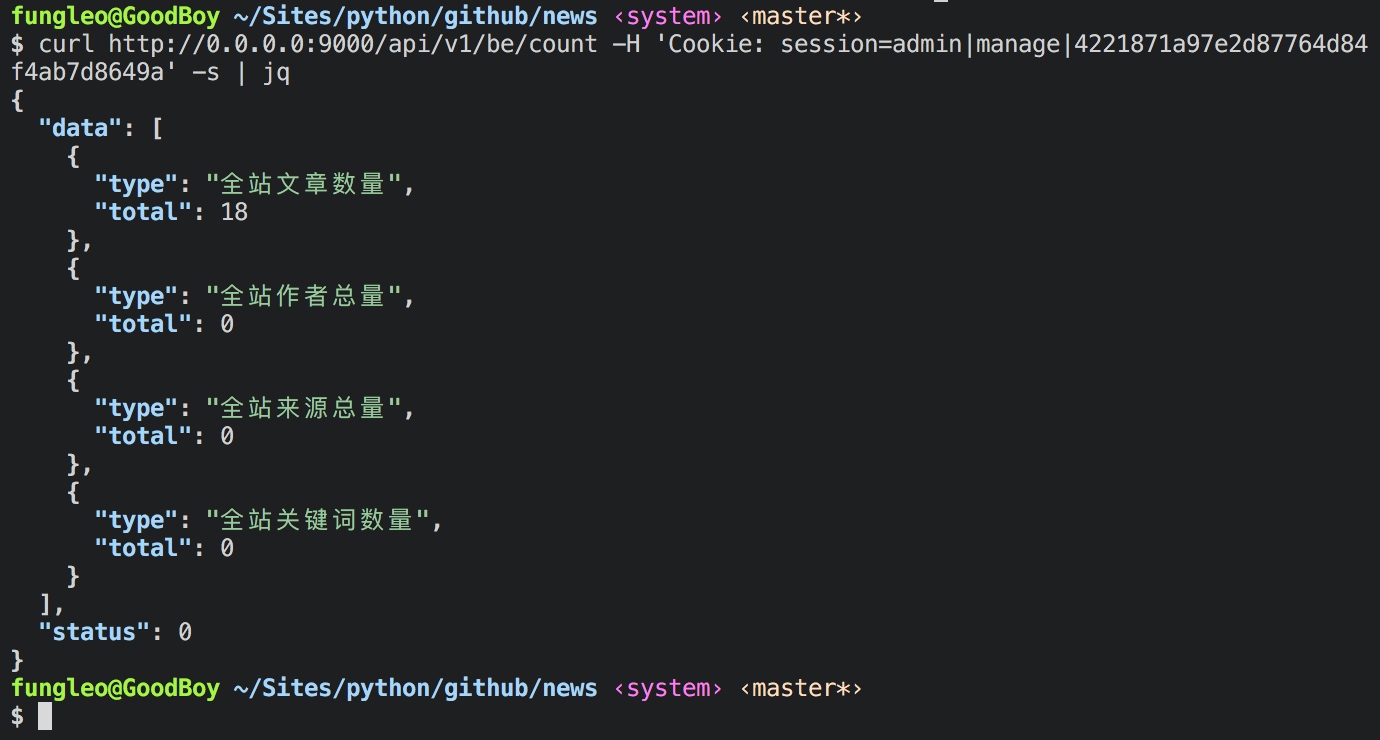 fungleo@GoodBoy ~/Sites/python/github/news ‹system› ‹master*›
$ curl http://0.0.0.0:9000/api/v1/be/count -H 'Cookie: session=admin|manage|4221871a97e2d87764d84
f4ab7d8649a' -s | jq
{
  "data": [
    {
      "type": "全站文章数量",
      "total": 18
    },
    {
      "type": "全站作者总量",
      "total": 0
    },
    {
      "type": "全站来源总量",
      "total": 0
    },
    {
      "type": "全站关键词数量",
      "total": 0
    }
  ],
  "status": 0
}
fungleo@GoodBoy ~/Sites/python/github/news ‹system› ‹master*›
$